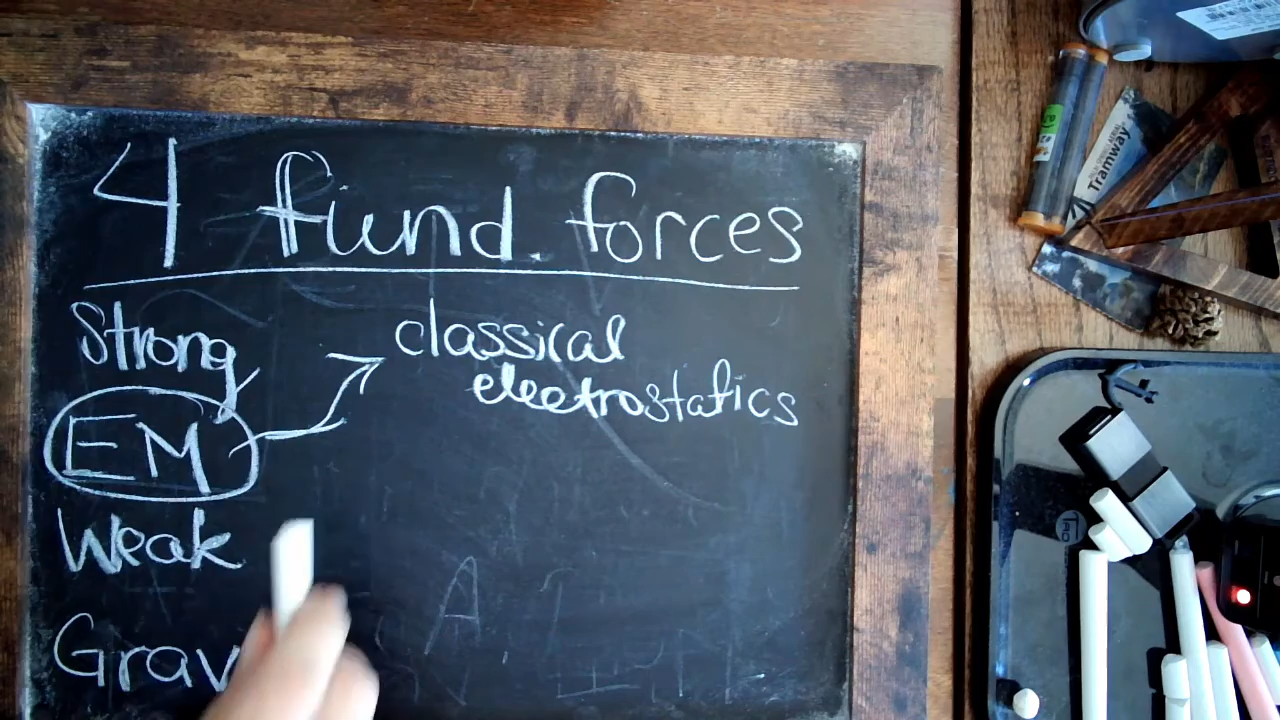 4 fund. forces
Strong
classical
electrostatics
EM
Weak
Grav
Tramway